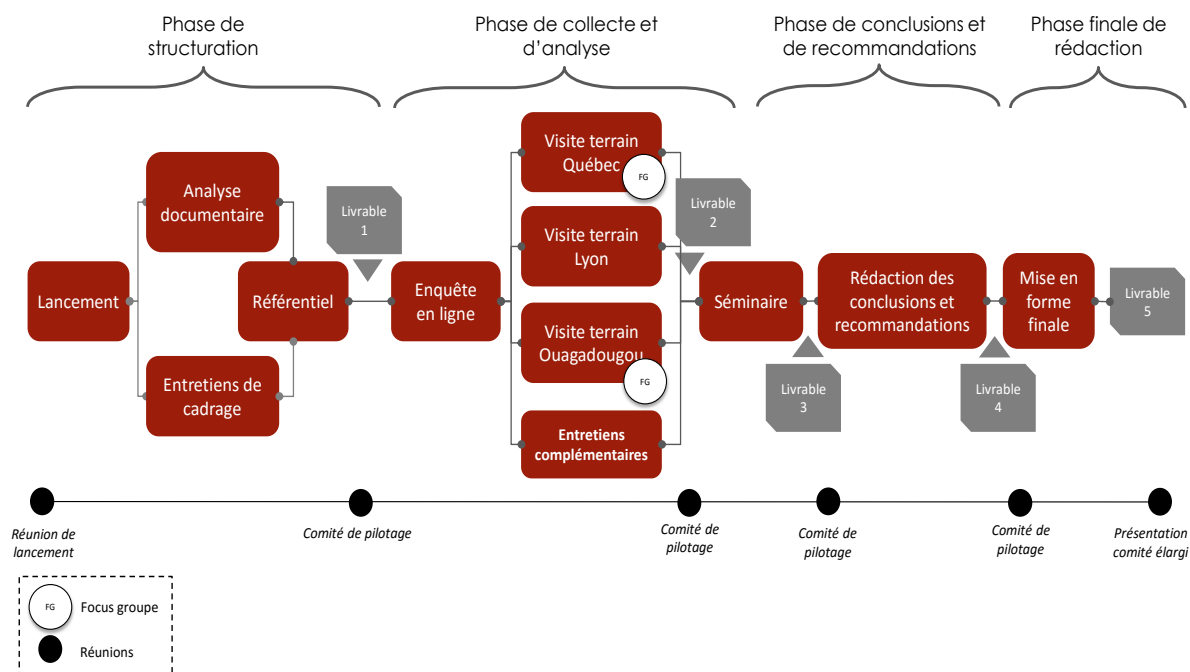 Phase de
structuration
Phase de collecte et
d'analyse
Phase de conclusions et
de recommandations
Phase finale de
rédaction
Lancement
Analyse
documentaire
Entretiens de
cadrage
Référentiel
Livrable
1
Enquête
en ligne
Visite terrain
Québec
FG
Visite terrain
Lyon
Visite terrain
Ouagadougou
FG
Entretiens
complémentaires
Livrable
2
Séminaire
Livrable
3
Rédaction des
conclusions et
recommandations
Livrable
4
Mise en
forme
finale
Livrable
5
Réunion de
lancement
Comité de pilotage
Comité de
pilotage
Comité de
pilotage
Comité de
pilotage
Présentation
comité élargi
FG
Focus groupe
Réunions